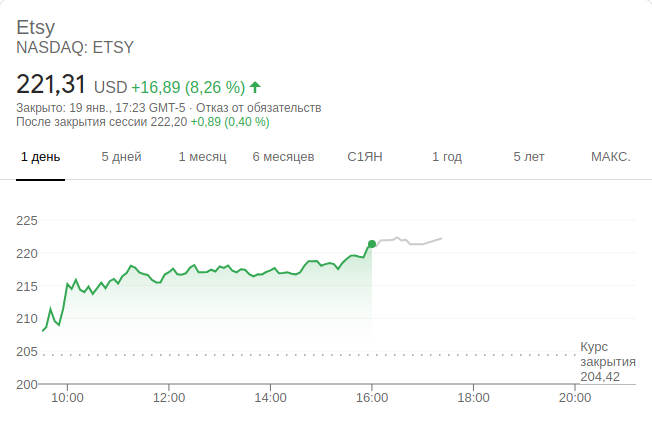 Etsy
NASDAQ: ETSY
221,31 USD +16,89 (8,26 %)
Закрыто: 19 янв., 17:23 GMT-5 · Отказ от обязательств
После закрытия сессии 222,20 +0,89 (0,40 %)
1 день 5 дней 1 месяц 6 месяцев С1ЯН 1 год 5 лет МАКС.
225
220
215
210
205
200
Курс
закрытия
204,42
10:00 12:00 14:00 16:00 18:00 20:00